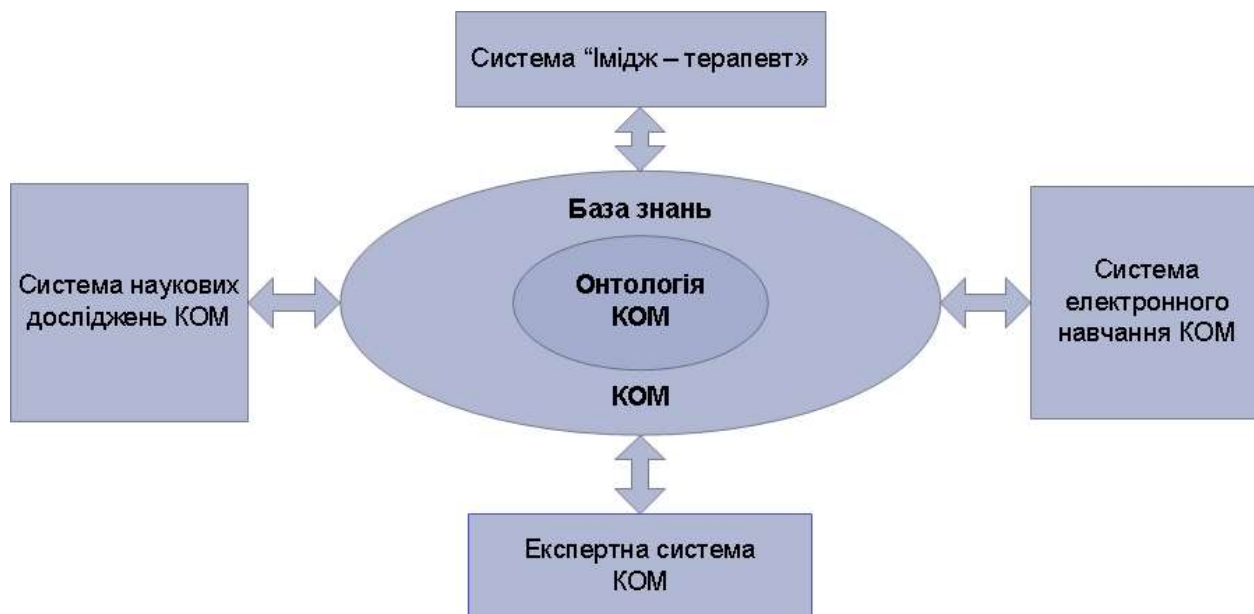 Система “Імідж – терапевт»
База знань
Онтологія
КОМ
КОМ
Система наукових
досліджень КОМ
Система
електронного
навчання КОМ
Експертна система
КОМ